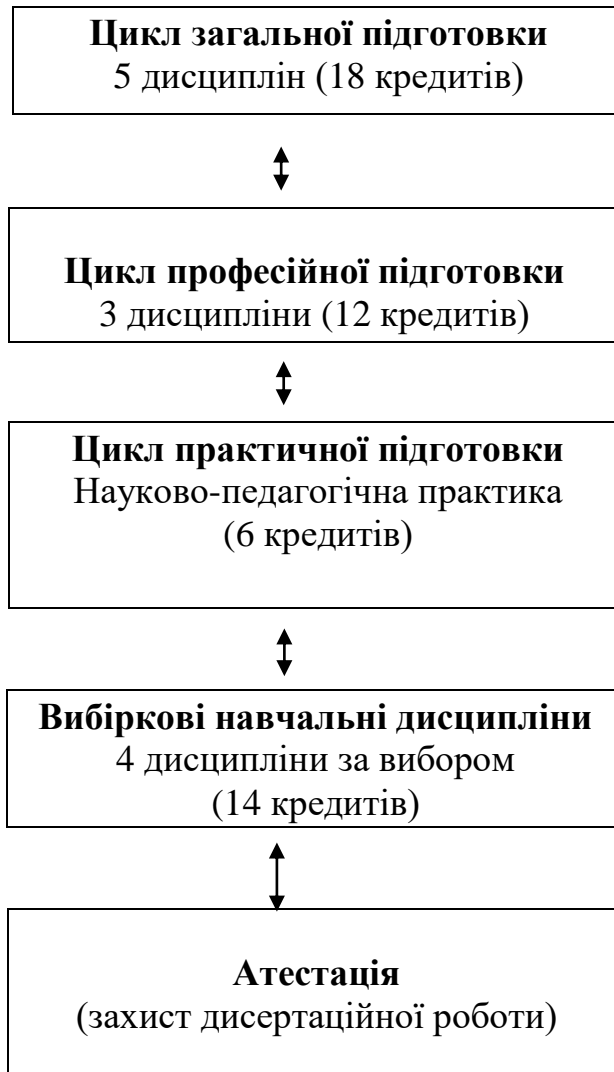 Цикл загальної підготовки
5 дисциплін (18 кредитів)
Цикл професійної підготовки
3 дисципліни (12 кредитів)
Цикл практичної підготовки
Науково-педагогічна практика
(6 кредитів)
Вибіркові навчальні дисципліни
4 дисципліни за вибором
(14 кредитів)
Атестація
(захист дисертаційної роботи)